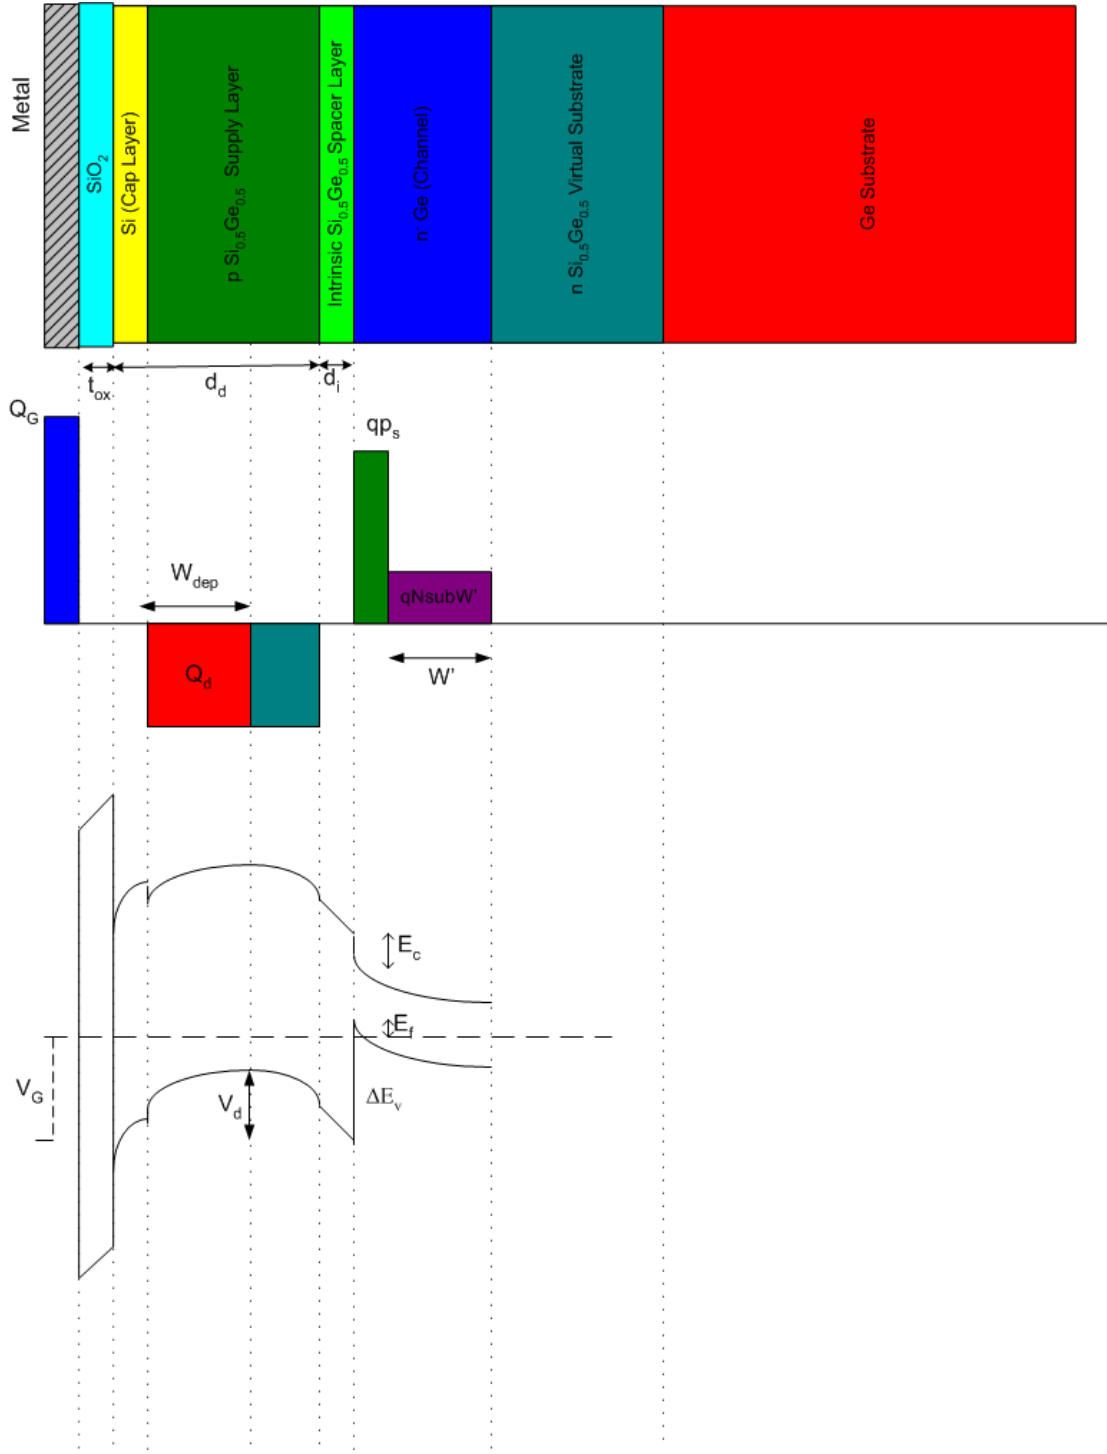 Metal
SiO2
Si (Cap Layer)
p Si0.5Ge0.5 Supply Layer
Intrinsic Si0.5Ge0.5 Spacer Layer
n- Ge (Channel)
n Si0.5Ge0.5 Virtual Substrate
Ge Substrate
tox
dd
di
QG
qps
Wdep
qNsubW'
Qd
W'
Ec
Ef
VG
Vd
ΔEv